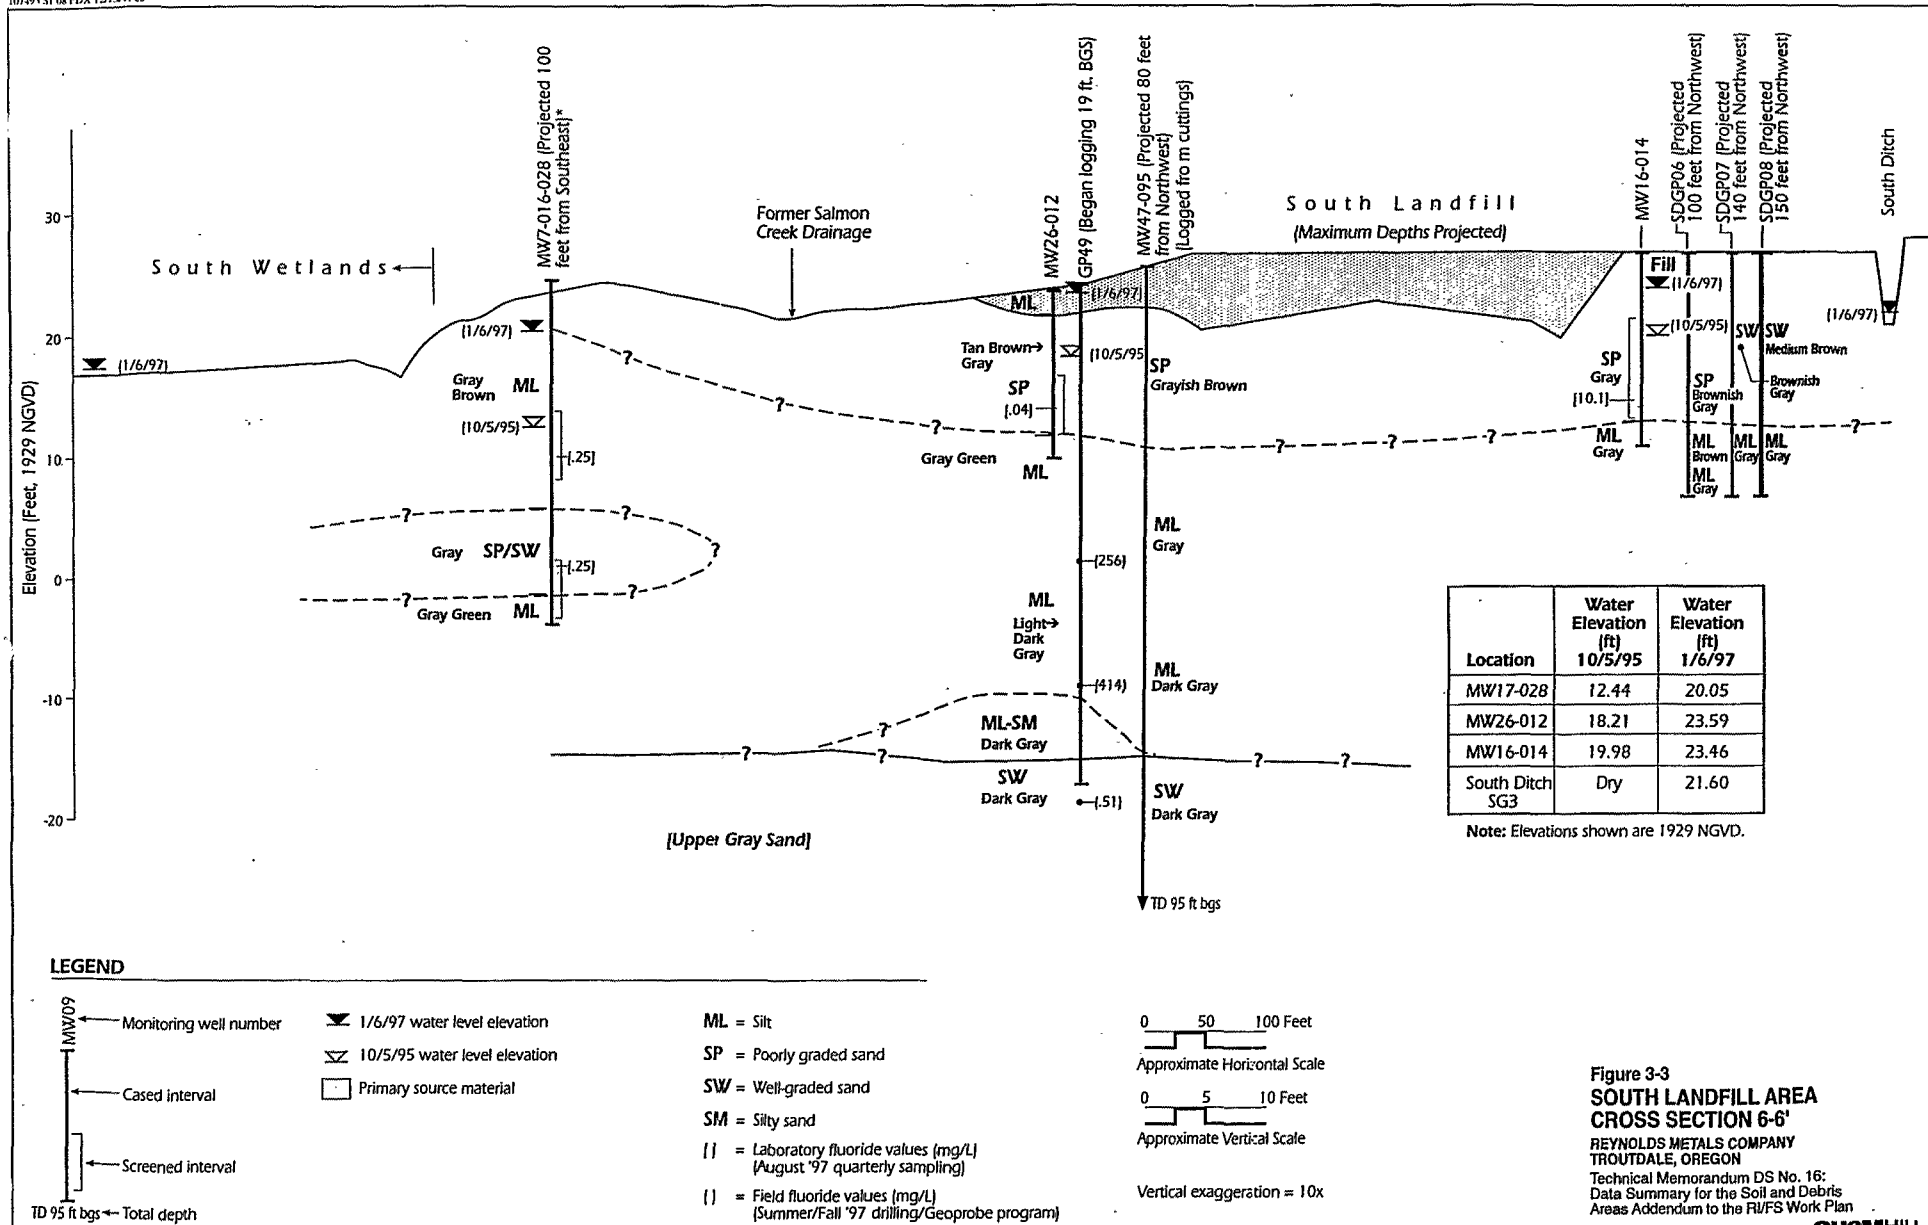 MW7-016-028 (Projected 100
feet from Southeast)*
MW26-012
GP49 (Began logging 19 ft. BGS)
MW47-095 (Projected 80 feet
from Northwest)
(Logged fro m cuttings)
MW16-014
SDGP06 (Projected
100 feet from Northwest)
SDGP07 (Projected
140 feet from Northwest)
SDGP08 (Projected
150 feet from Northwest)
South Ditch
Elevation (Feet, 1929 NGVD)
30
20
10
0
-10
-20
South Wetlands
Former Salmon
Creek Drainage
South Landfill
(Maximum Depths Projected)
(1/6/97)
(1/6/97)
Gray
Brown
ML
(10/5/95)
[.25]
?
?
?
?
?
?
?
?
Gray SP/SW
[.25]
?
?
?
?
?
Gray Green ML
ML
(1/6/97)
Tan Brown
Gray
(10/5/95
SP
[.04]
Gray Green
ML
SP
Grayish Brown
ML
Gray
(256)
ML
Light
Dark
Gray
(414)
ML
Dark Gray
ML-SM
Dark Gray
?
?
?
?
?
SW
Dark Gray
(.51)
SW
Dark Gray
[Upper Gray Sand]
TD 95 ft bgs
Fill
(1/6/97)
(10/5/95)
SP
Gray
[10.1]
SW
SW
Medium Brown
Brownish
Gray
SP
Brownish
Gray
(1/6/97)
ML
Gray
ML
Brown
ML
Gray
ML
Gray
ML
Gray
Location
Water
Elevation
(ft)
10/5/95
Water
Elevation
(ft)
1/6/97
MW17-028 12.44 20.05
MW26-012 18.21 23.59
MW16-014 19.98 23.46
South Ditch
SG3
Dry 21.60
Note: Elevations shown are 1929 NGVD.
LEGEND
MW09
Monitoring well number
Cased interval
Screened interval
TD 95 ft bgs Total depth
1/6/97 water level elevation
10/5/95 water level elevation
Primary source material
ML = Silt
SP = Poorly graded sand
SW = Well-graded sand
SM = Silty sand
[ ] = Laboratory fluoride values (mg/L)
(August '97 quarterly sampling)
( ) = Field fluoride values (mg/L)
(Summer/Fall '97 drilling/Geoprobe program)
0 50 100 Feet
Approximate Horizontal Scale
0 5 10 Feet
Approximate Vertical Scale
Vertical exaggeration = 10x
Figure 3-3
SOUTH LANDFILL AREA
CROSS SECTION 6-6'
REYNOLDS METALS COMPANY
TROUTDALE, OREGON
Technical Memorandum DS No. 16:
Data Summary for the Soil and Debris
Areas Addendum to the RI/FS Work Plan